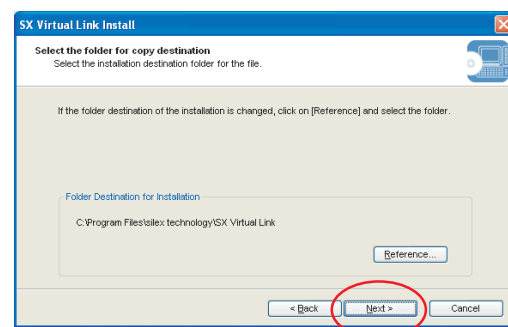 SX Virtual Link Install
Select the folder for copy destination
Select the installation destination folder for the file.
If the folder destination of the installation is changed, click on [Reference] and select the folder.
Folder Destination for Installation
C:\Program Files\silex technology\SX Virtual Link
Reference...
< Back Next > Cancel